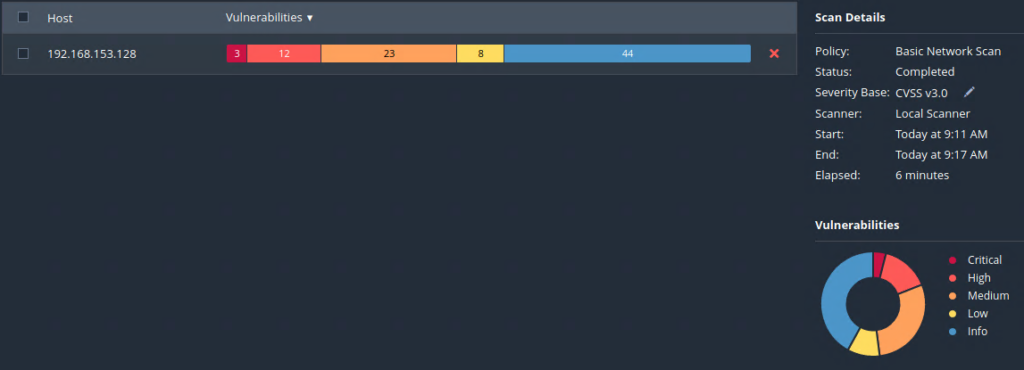 Host Vulnerabilities ▾
192.168.153.128 3 12 23 8 44
Scan Details
Policy: Basic Network Scan
Status: Completed
Severity Base: CVSS v3.0
Scanner: Local Scanner
Start: Today at 9:11 AM
End: Today at 9:17 AM
Elapsed: 6 minutes
Vulnerabilities
Critical
High
Medium
Low
Info